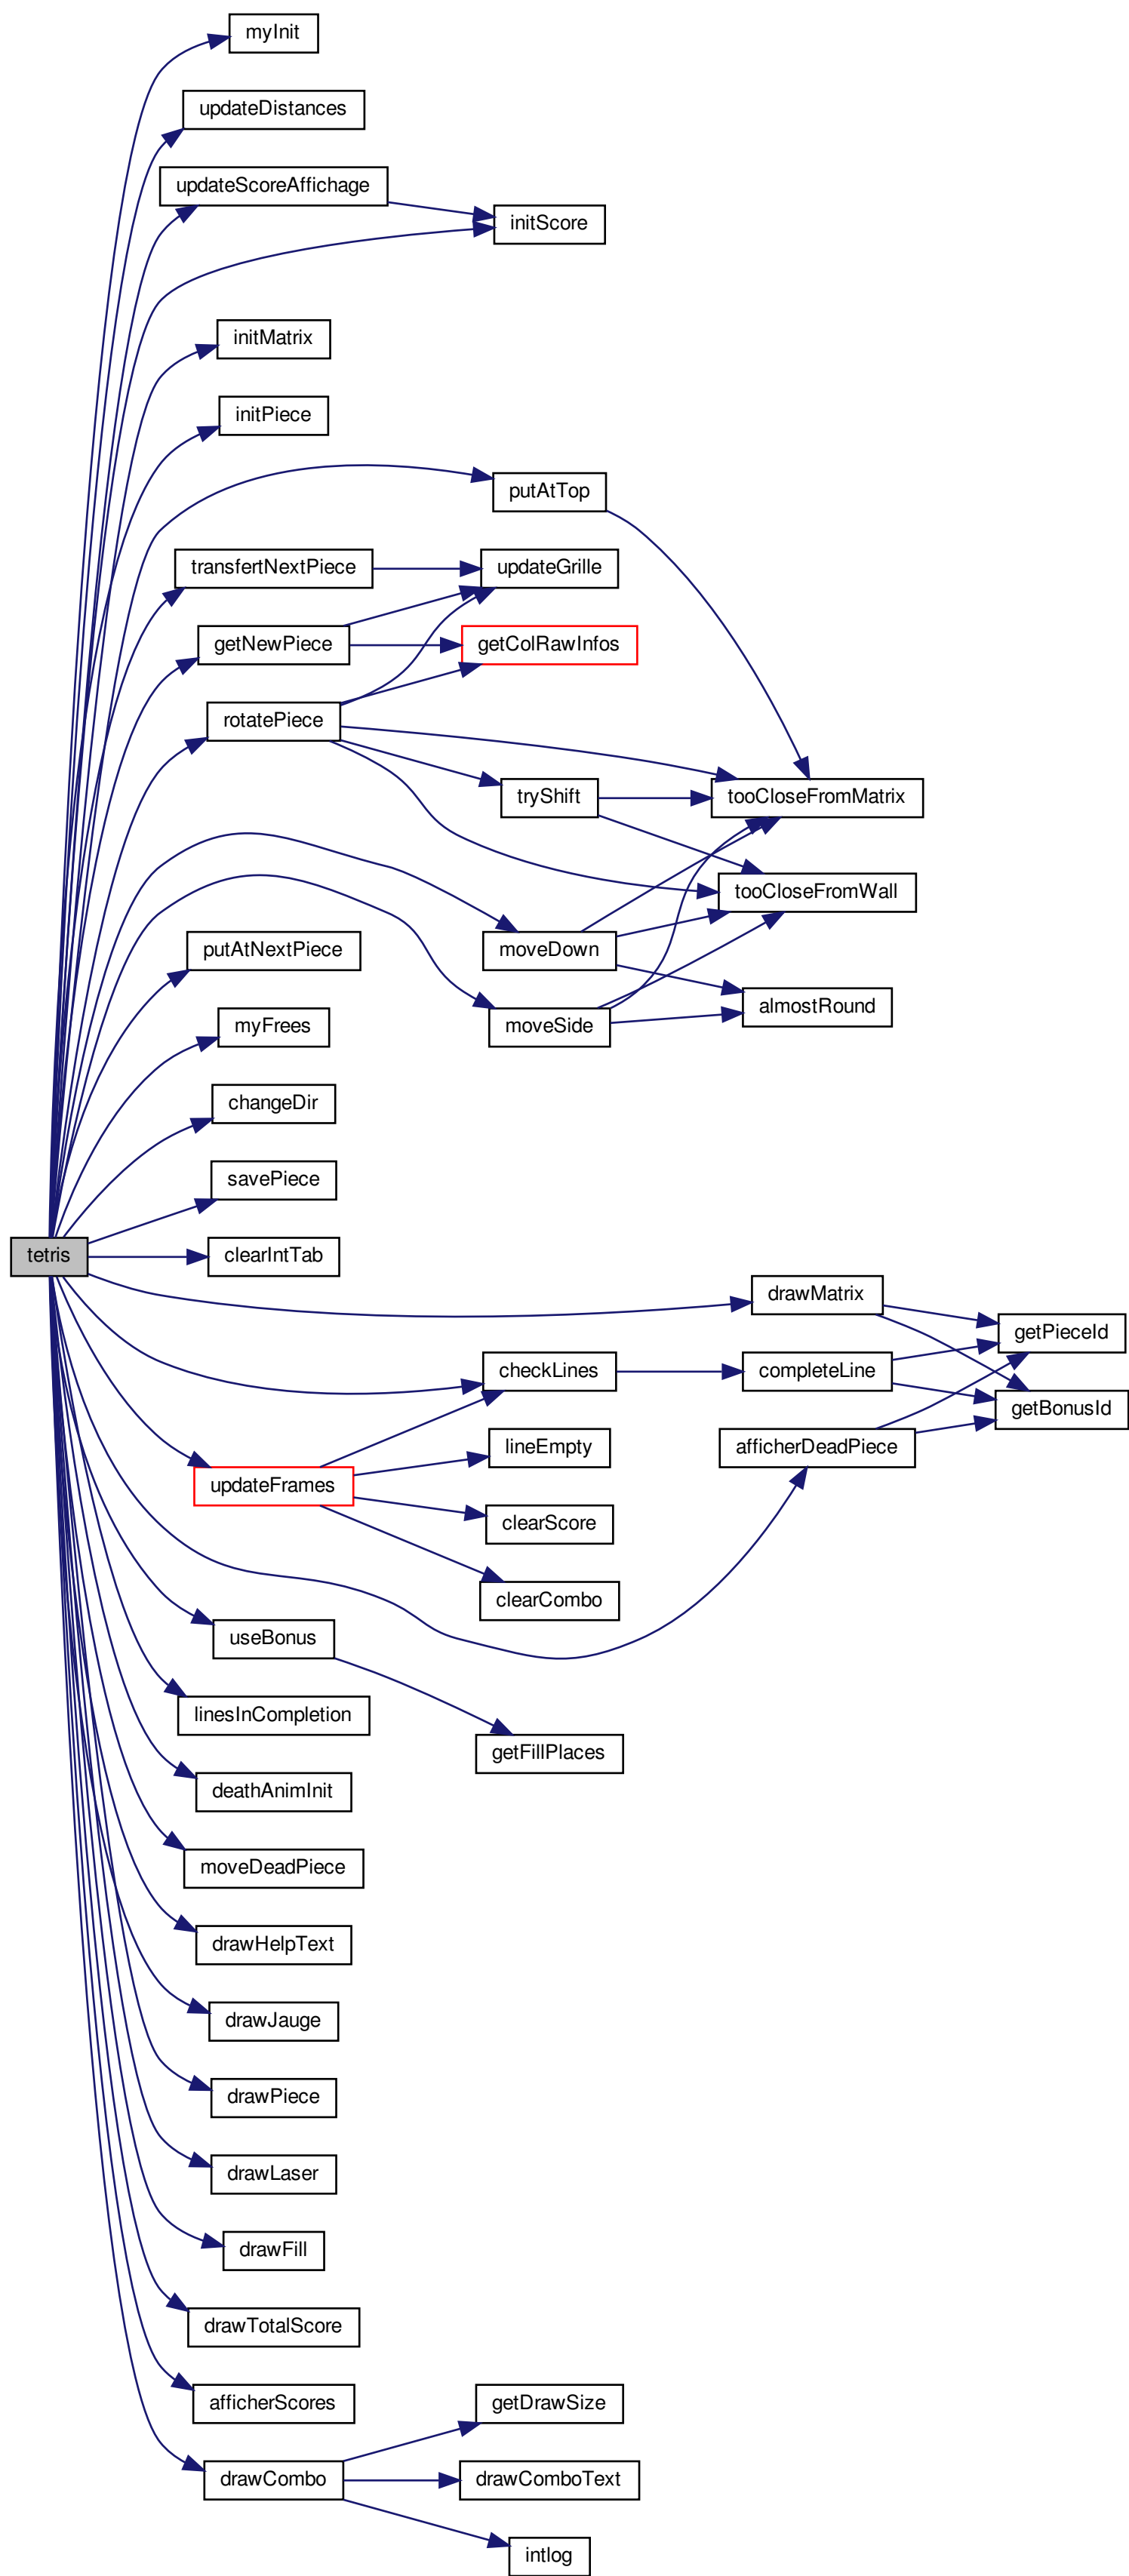 myInit
updateDistances
updateScoreAffichage
initScore
initMatrix
initPiece
putAtTop
transfertNextPiece
updateGrille
getNewPiece
getColRawInfos
rotatePiece
tryShift
tooCloseFromMatrix
tooCloseFromWall
putAtNextPiece
moveDown
almostRound
myFrees
moveSide
changeDir
savePiece
tetris
clearIntTab
drawMatrix
getPieceId
checkLines
completeLine
getBonusId
afficherDeadPiece
lineEmpty
updateFrames
clearScore
clearCombo
useBonus
linesInCompletion
getFillPlaces
deathAnimInit
moveDeadPiece
drawHelpText
drawJauge
drawPiece
drawLaser
drawFill
drawTotalScore
afficherScores
getDrawSize
drawCombo
drawComboText
intlog